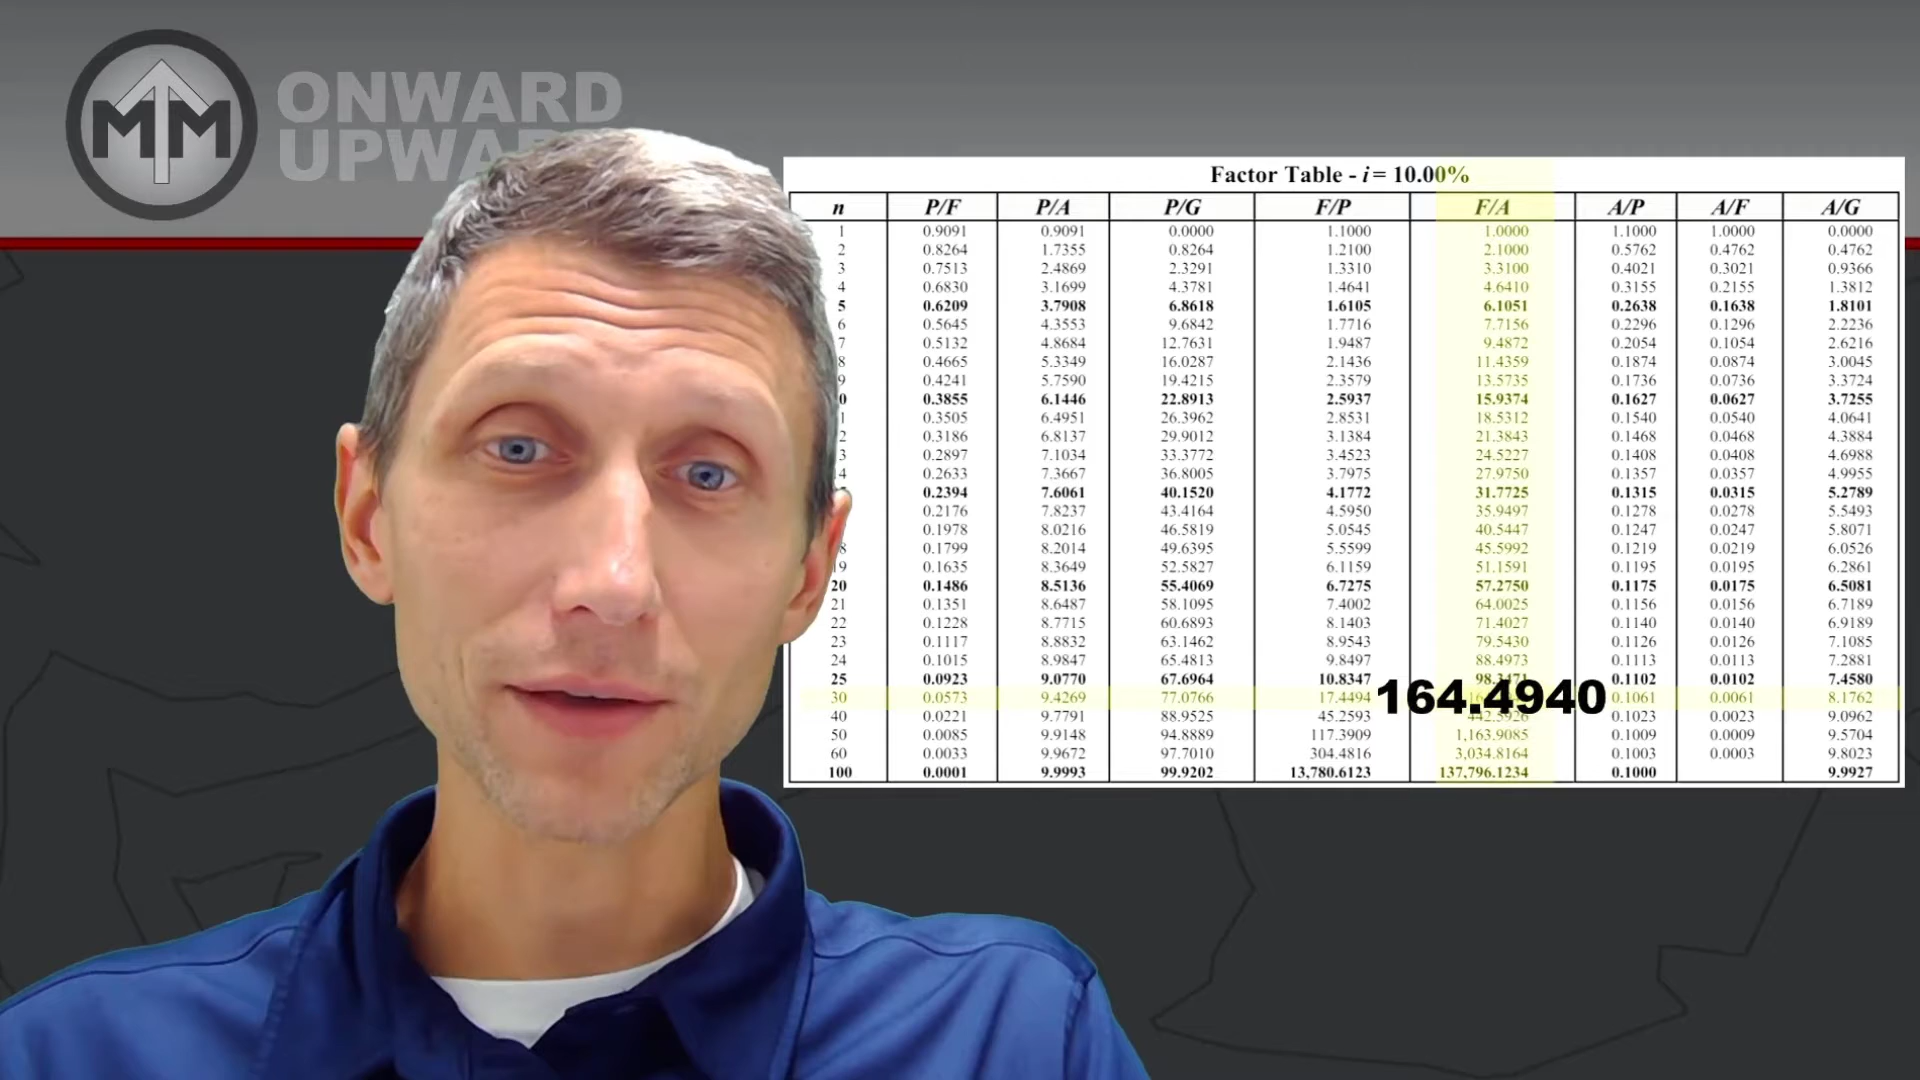 MM
ONWARD
UPWA
Factor Table - i = 10.00%
n P/F P/A P/G F/P F/A A/P A/F A/G
1 0.9091 0.9091 0.0000 1.1000 1.0000 1.1000 1.0000 0.0000
2 0.8264 1.7355 0.8264 1.2100 2.1000 0.5762 0.4762 0.4762
3 0.7513 2.4869 2.3291 1.3310 3.3100 0.4021 0.3021 0.9366
4 0.6830 3.1699 4.3781 1.4641 4.6410 0.3155 0.2155 1.3812
5 0.6209 3.7908 6.8618 1.6105 6.1051 0.2638 0.1638 1.8101
6 0.5645 4.3553 9.6842 1.7716 7.7156 0.2296 0.1296 2.2236
7 0.5132 4.8684 12.7631 1.9487 9.4872 0.2054 0.1054 2.6216
8 0.4665 5.3349 16.0287 2.1436 11.4359 0.1874 0.0874 3.0045
9 0.4241 5.7590 19.4215 2.3579 13.5735 0.1736 0.0736 3.3724
0 0.3855 6.1446 22.8913 2.5937 15.9374 0.1627 0.0627 3.7255
1 0.3505 6.4951 26.3962 2.8531 18.5312 0.1540 0.0540 4.0641
2 0.3186 6.8137 29.9012 3.1384 21.3843 0.1468 0.0468 4.3884
3 0.2897 7.1034 33.3772 3.4523 24.5227 0.1408 0.0408 4.6988
4 0.2633 7.3667 36.8005 3.7975 27.9750 0.1357 0.0357 4.9955
0.2394 7.6061 40.1520 4.1772 31.7725 0.1315 0.0315 5.2789
0.2176 7.8237 43.4164 4.5950 35.9497 0.1278 0.0278 5.5493
0.1978 8.0216 46.5819 5.0545 40.5447 0.1247 0.0247 5.8071
8 0.1799 8.2014 49.6395 5.5599 45.5992 0.1219 0.0219 6.0526
19 0.1635 8.3649 52.5827 6.1159 51.1591 0.1195 0.0195 6.2861
20 0.1486 8.5136 55.4069 6.7275 57.2750 0.1175 0.0175 6.5081
21 0.1351 8.6487 58.1095 7.4002 64.0025 0.1156 0.0156 6.7189
22 0.1228 8.7715 60.6893 8.1403 71.4027 0.1140 0.0140 6.9189
23 0.1117 8.8832 63.1462 8.9543 79.5430 0.1126 0.0126 7.1085
24 0.1015 8.9847 65.4813 9.8497 88.4973 0.1113 0.0113 7.2881
25 0.0923 9.0770 67.6964 10.8347 98.3471 0.1102 0.0102 7.4580
30 0.0573 9.4269 77.0766 17.4494 164.4940 0.1061 0.0061 8.1762
40 0.0221 9.7791 88.9525 45.2593 442.5926 0.1023 0.0023 9.0962
50 0.0085 9.9148 94.8889 117.3909 1,163.9085 0.1009 0.0009 9.5704
60 0.0033 9.9672 97.7010 304.4816 3,034.8164 0.1003 0.0003 9.8023
100 0.0001 9.9993 99.9202 13,780.6123 137,796.1234 0.1000 9.9927